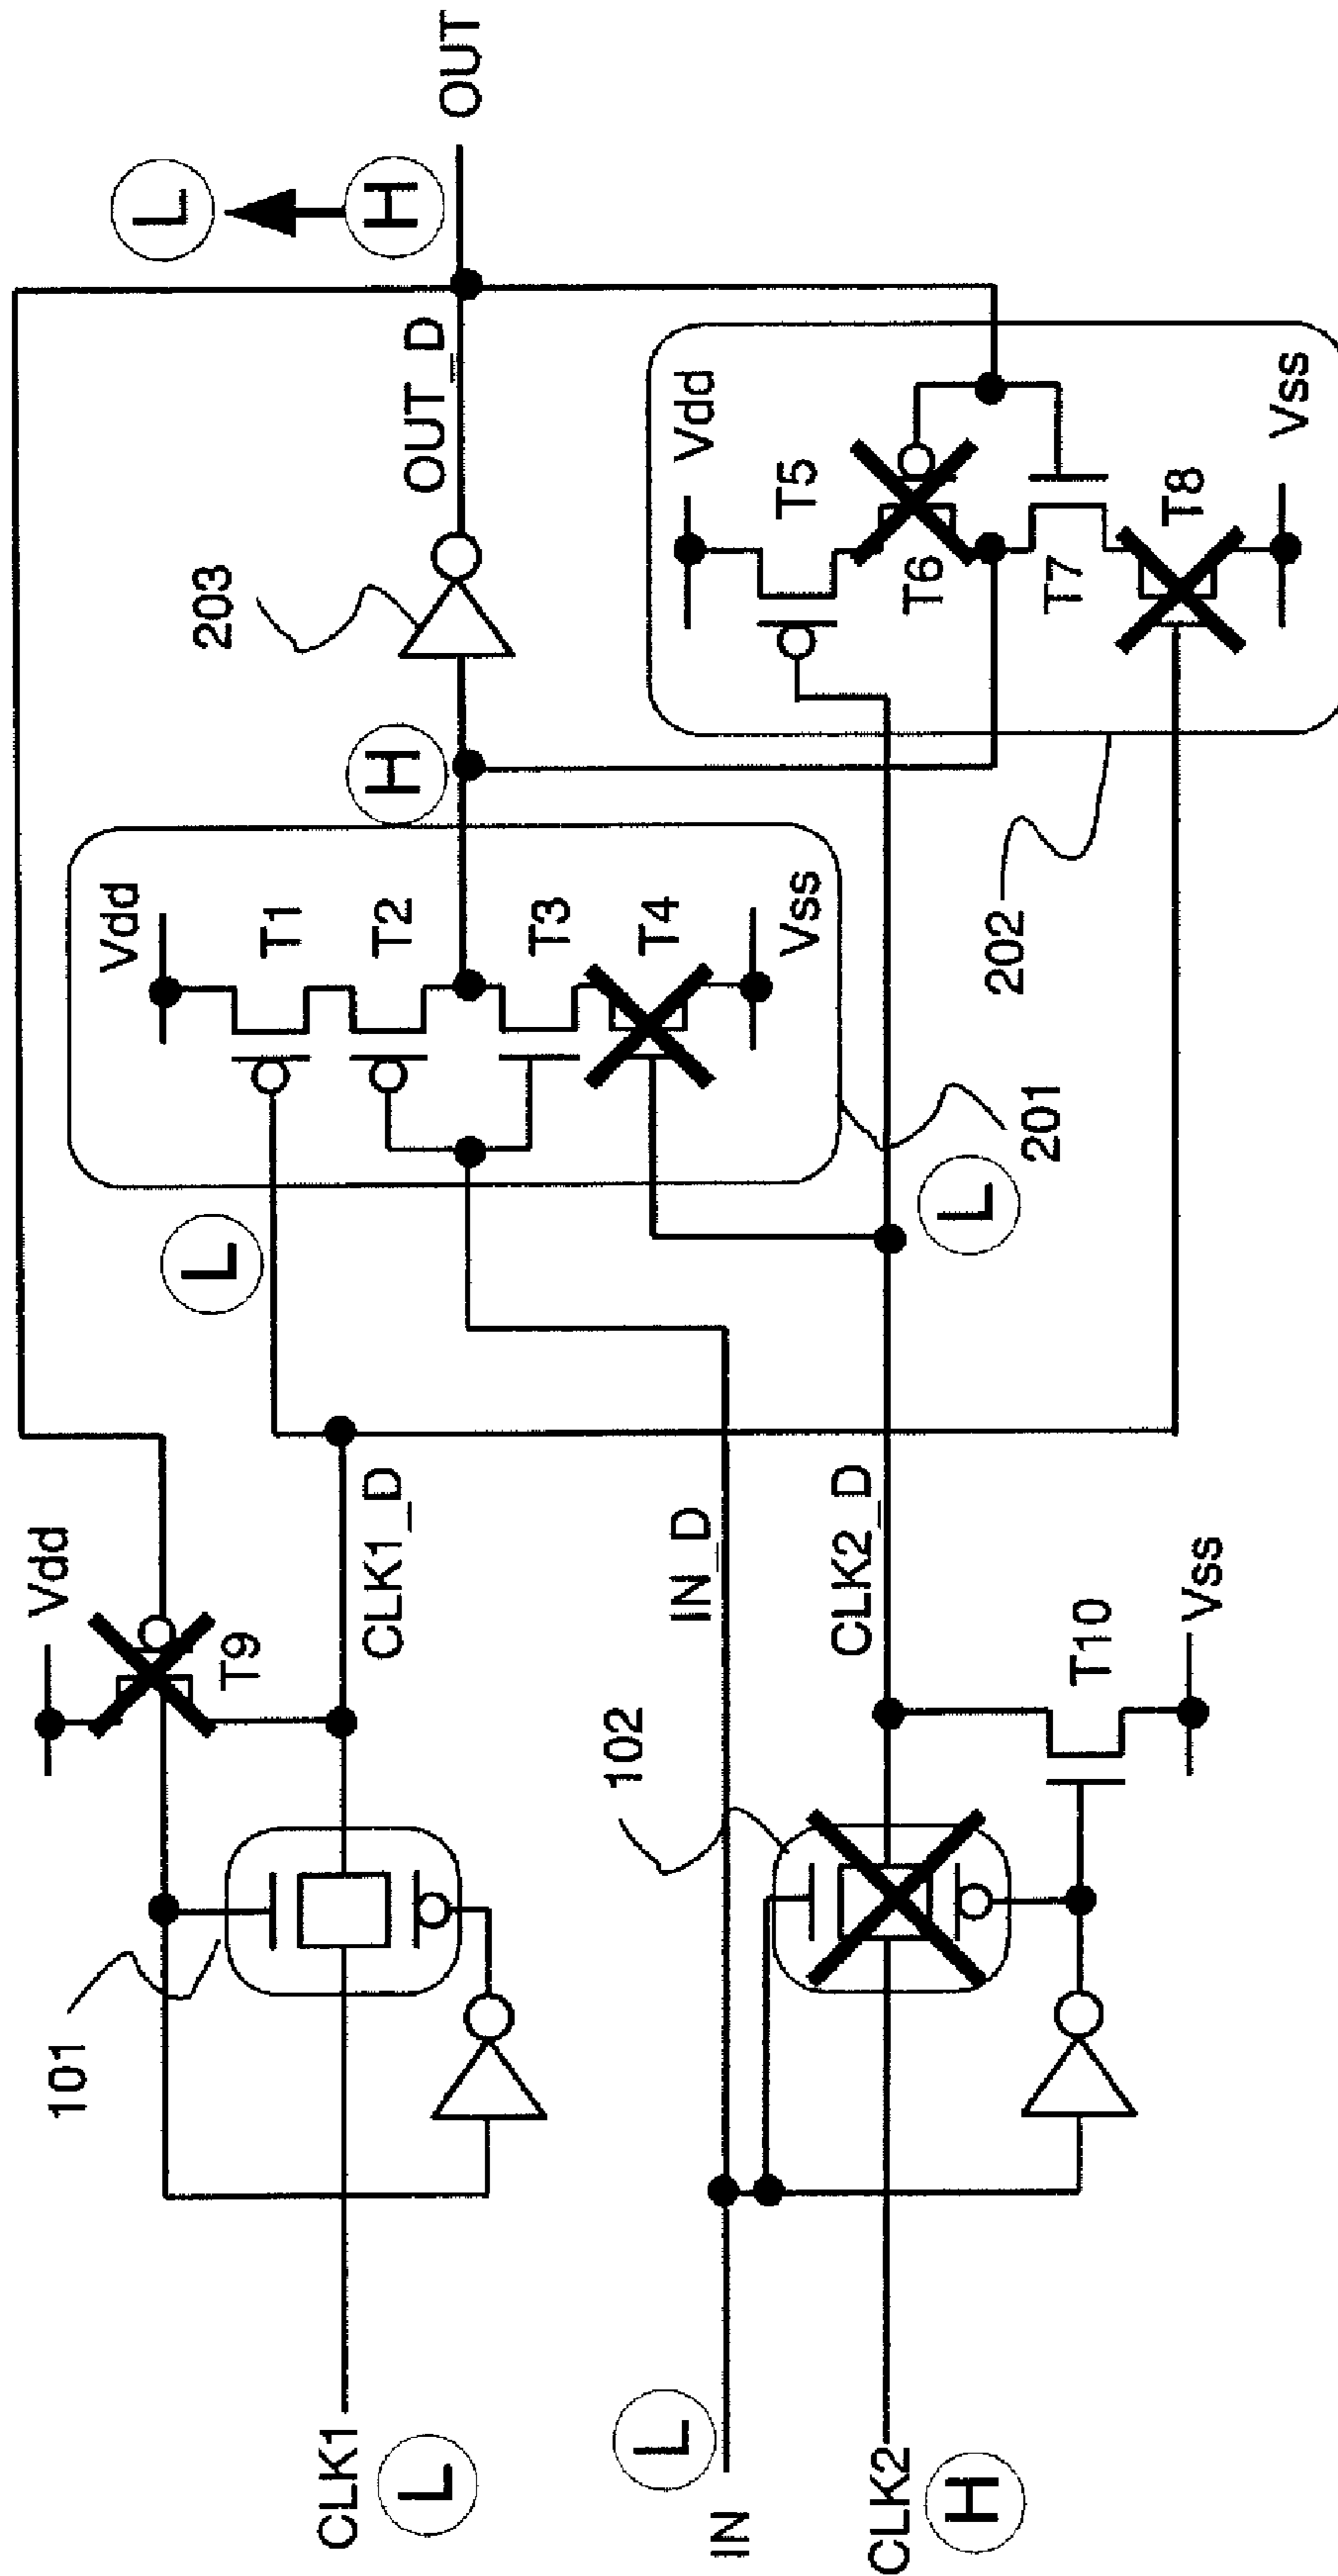 CLK1
L
IN
L
CLK2
H
101
102
Vdd
T9
CLK1_D
IN_D
CLK2_D
T10
Vss
L
L
201
Vdd
T1
T2
T3
T4
Vss
H
202
203
OUT_D
Vdd
T5
T6
T7
T8
Vss
L
H
OUT